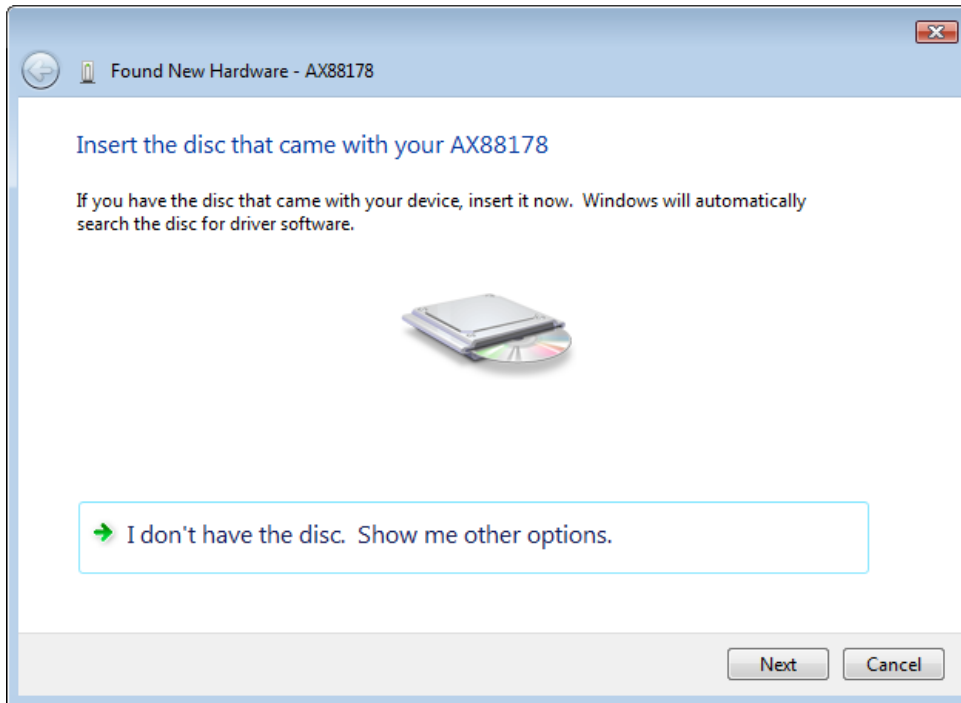 Found New Hardware - AX88178
Insert the disc that came with your AX88178
If you have the disc that came with your device, insert it now.  Windows will automatically
search the disc for driver software.
I don't have the disc.  Show me other options.
Next
Cancel